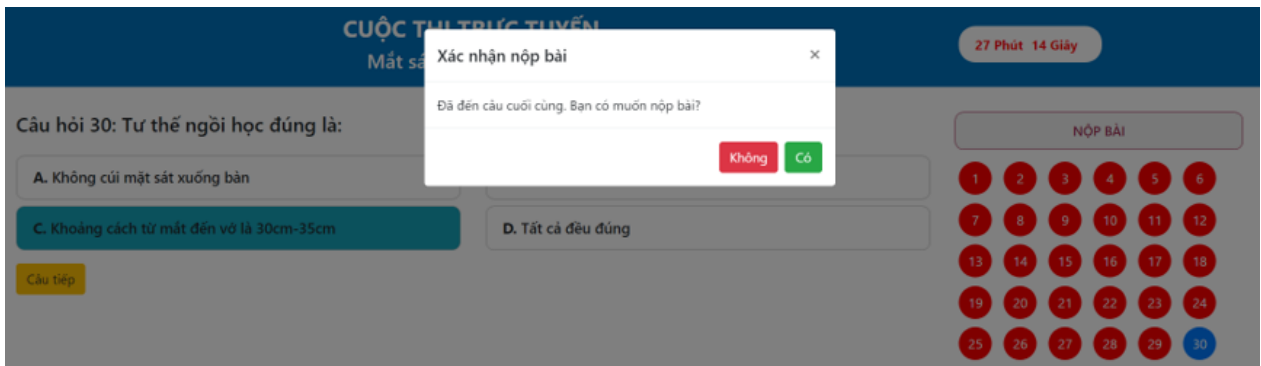 CUỘC THI TRỰC TUYẾN
Mắt sá
27 Phút 14 Giây
Xác nhận nộp bài
×
Đã đến câu cuối cùng. Bạn có muốn nộp bài?
Không
Có
Câu hỏi 30: Tư thế ngồi học đúng là:
A. Không cúi mặt sát xuống bàn
C. Khoảng cách từ mắt đến vở là 30cm-35cm
D. Tất cả đều đúng
Câu tiếp
NỘP BÀI
1 2 3 4 5 6
7 8 9 10 11 12
13 14 15 16 17 18
19 20 21 22 23 24
25 26 27 28 29 30